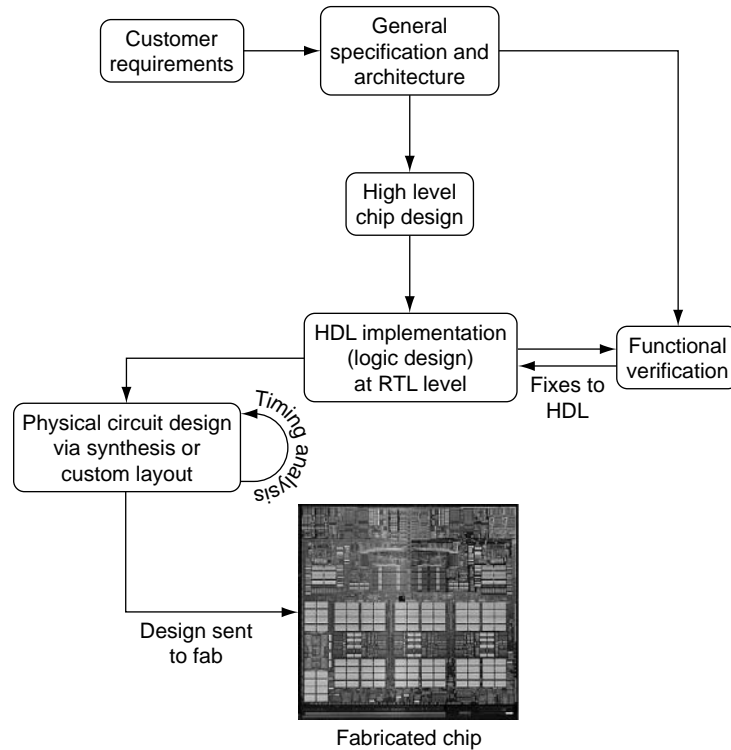 Customer
requirements
General
specification and
architecture
High level
chip design
HDL implementation
(logic design)
at RTL level
Functional
verification
Fixes to
HDL
Physical circuit design
via synthesis or
custom layout
Timing analysis
Design sent
to fab
Fabricated chip